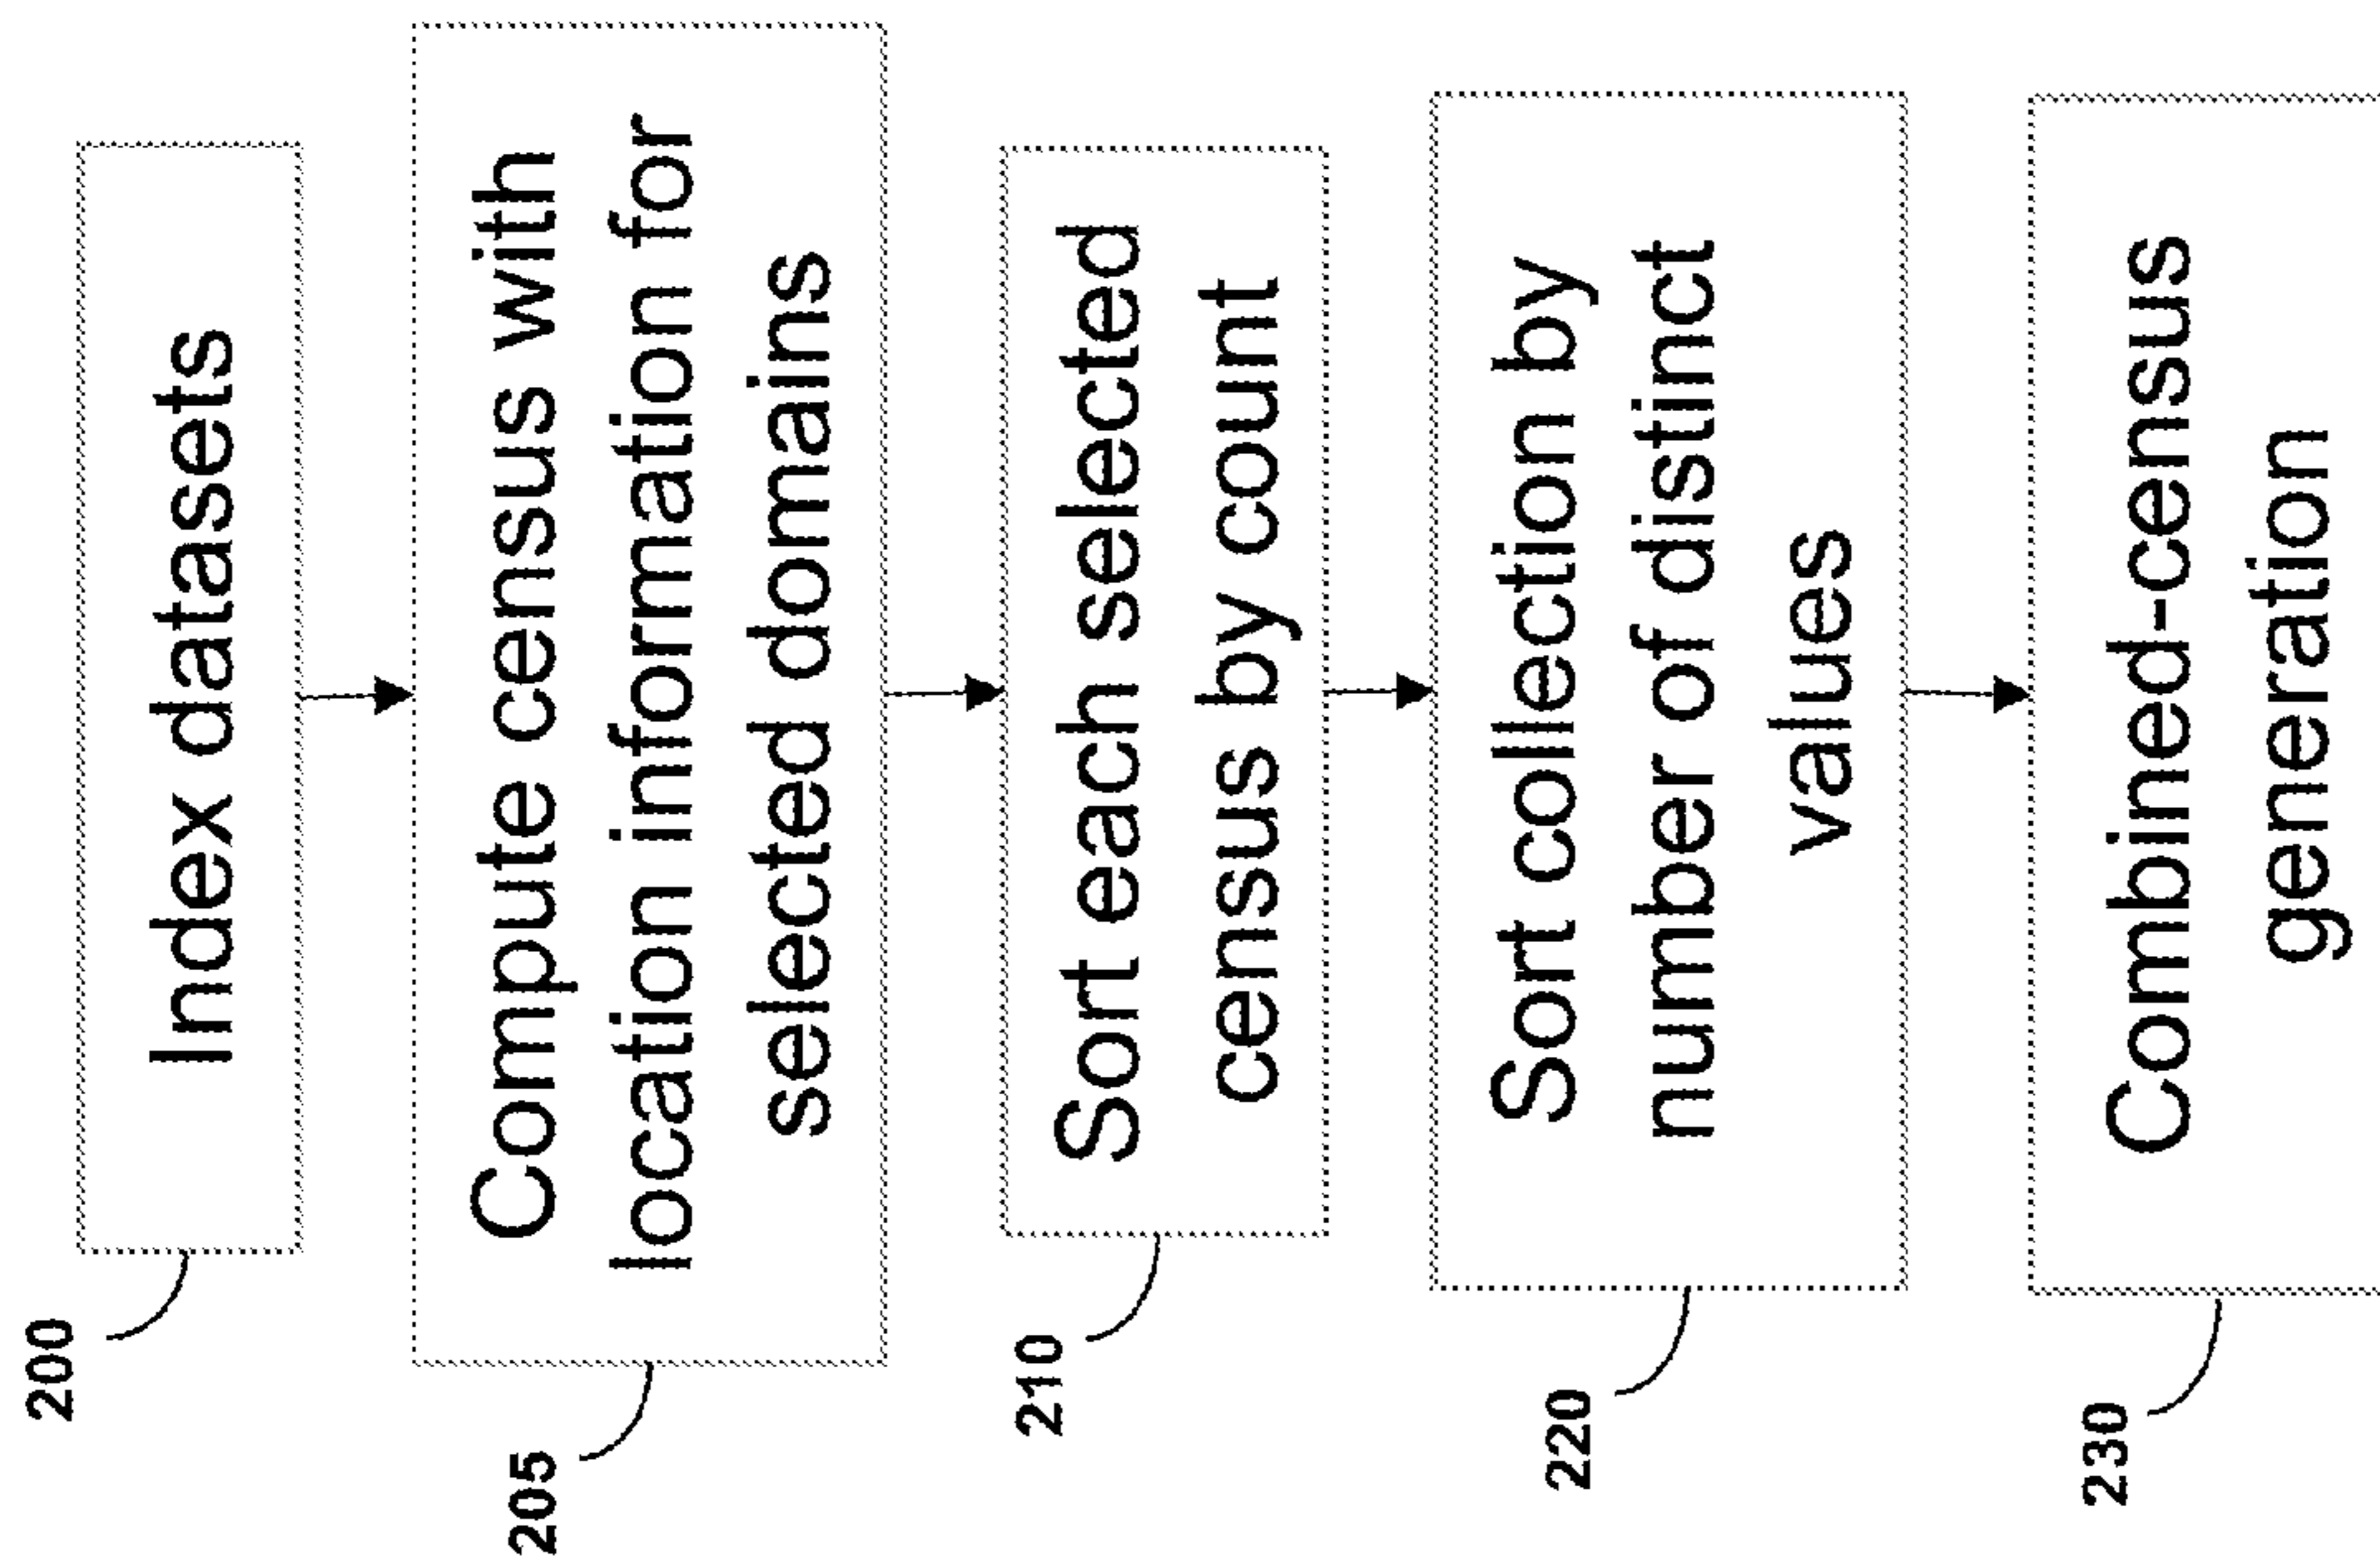 200
Index datasets
205
Compute census with
location information for
selected domains
210
Sort each selected
census by count
220
Sort collection by
number of distinct
values
230
Combined-census
generation